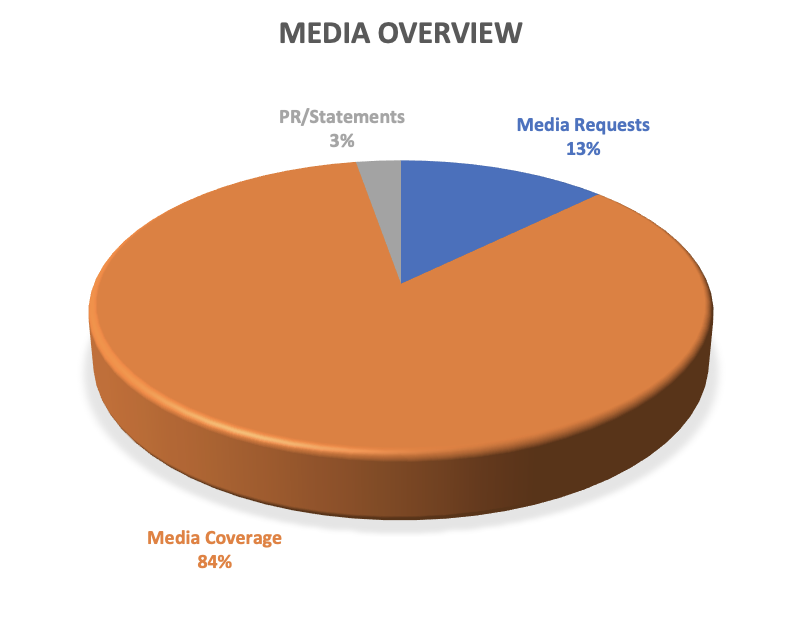 MEDIA OVERVIEW
PR/Statements
3%
Media Requests
13%
Media Coverage
84%